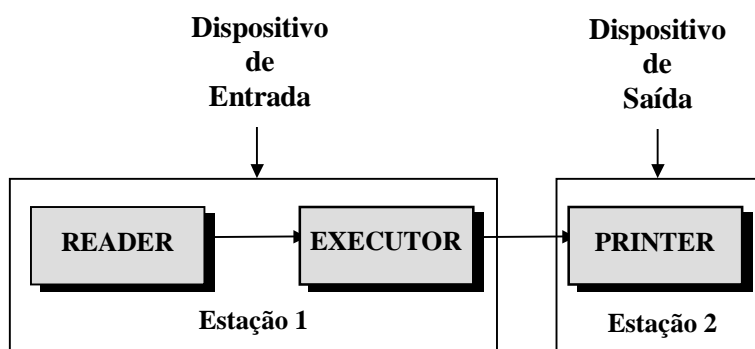 Dispositivo
de
Entrada
Dispositivo
de
Saída
READER
EXECUTOR
PRINTER
Estação 1
Estação 2